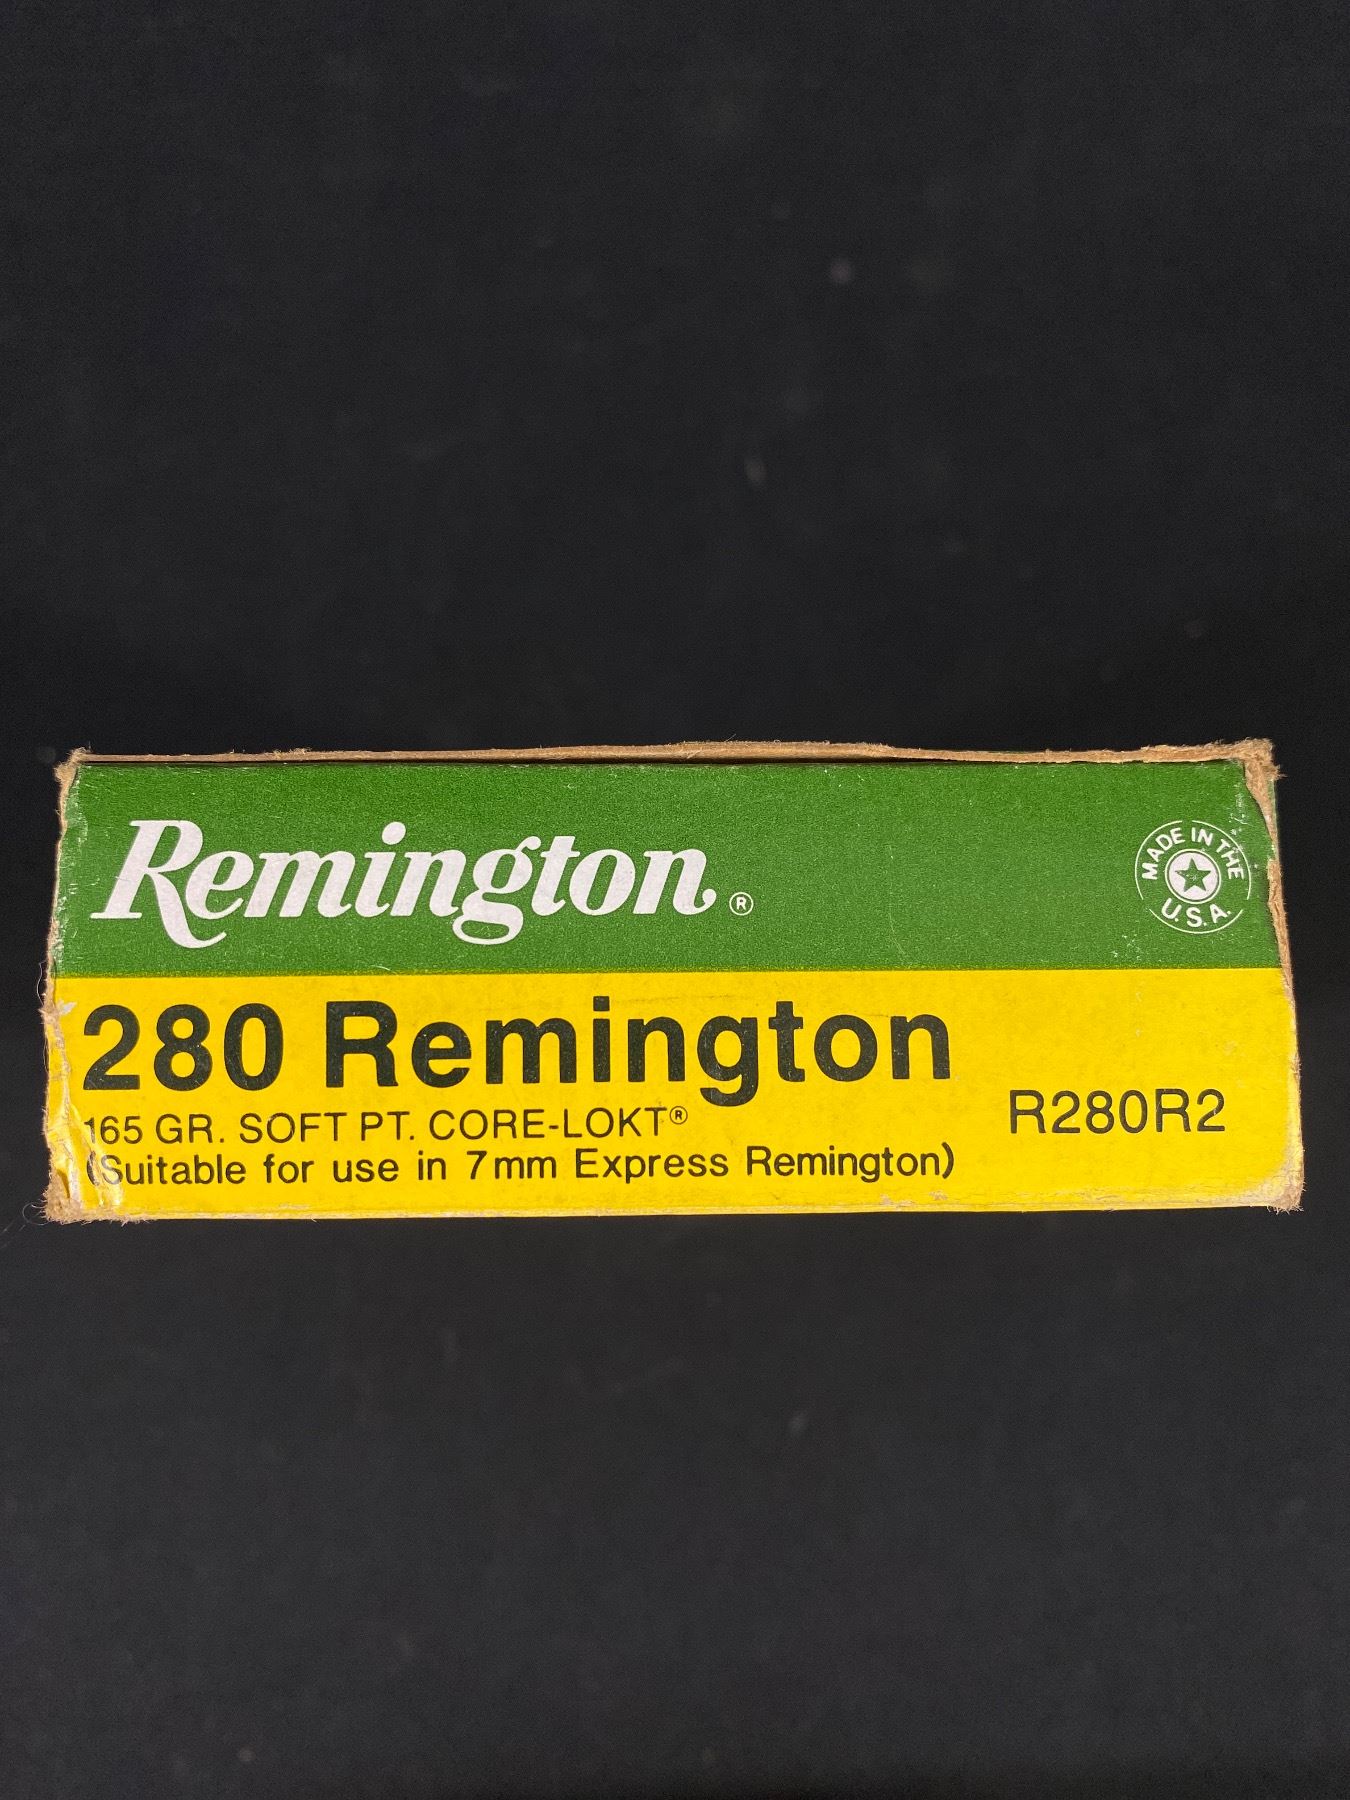 Remington®
MADE IN THE
U.S.A.
280 Remington
165 GR. SOFT PT. CORE-LOKT®
(Suitable for use in 7mm Express Remington)
R280R2